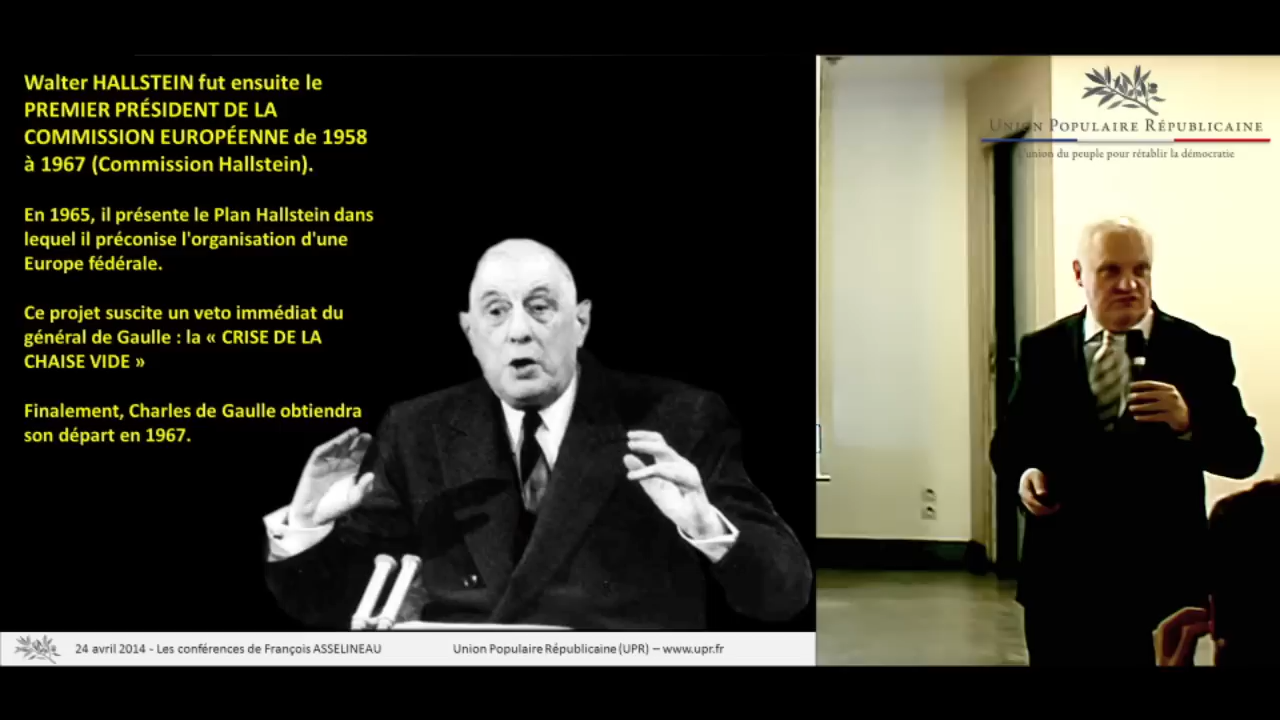 Walter HALLSTEIN fut ensuite le
PREMIER PRÉSIDENT DE LA
COMMISSION EUROPÉENNE de 1958
à 1967 (Commission Hallstein).
En 1965, il présente le Plan Hallstein dans
lequel il préconise l'organisation d'une
Europe fédérale.
Ce projet suscite un veto immédiat du
général de Gaulle : la « CRISE DE LA
CHAISE VIDE »
Finalement, Charles de Gaulle obtiendra
son départ en 1967.
24 avril 2014 - Les conférences de François ASSELINEAU
Union Populaire Républicaine (UPR) – www.upr.fr
UNION POPULAIRE RÉPUBLICAINE
L'union du peuple pour rétablir la démocratie